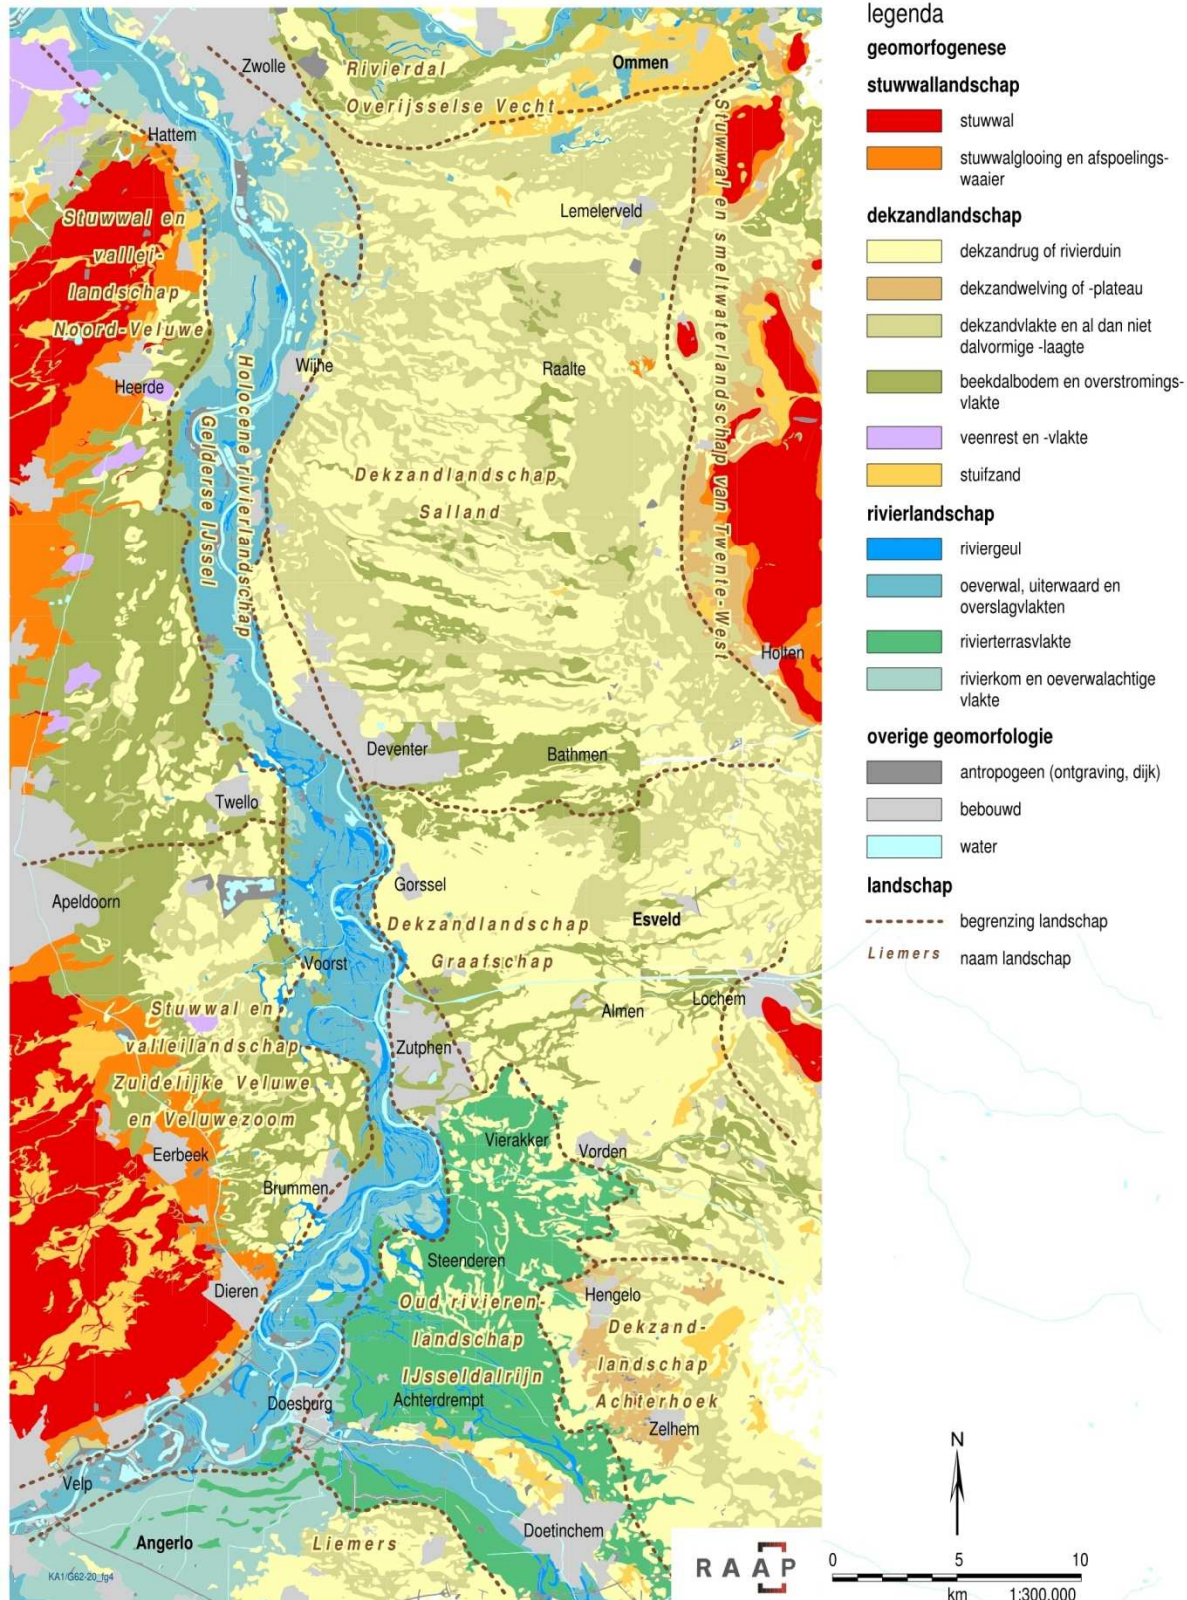 Zwolle
Rivierdal
Overijsselse Vecht
Ommen
Hattem
Stuwwal en
vallei-
landschap
Noord-Veluwe
Lemelerveld
Stuwwal en smeltwaterlandschap van Twente-West
Heerde
Wijhe
Raalte
Holocene rivierlandschap
Gelderse IJssel
Dekzandlandschap
Salland
Holten
Deventer
Bathmen
Twello
Apeldoorn
Gorssel
Dekzandlandschap
Graafschap
Esveld
Voorst
Stuwwal en
valleilandschap
Zuidelijke Veluwe
en Veluwezoom
Almen
Lochem
Zutphen
Eerbeek
Vierakker
Vorden
Brummen
Steenderen
Dieren
Hengelo
Oud rivieren-
landschap
IJsseldalrijn
Dekzand-
landschap
Achterhoek
Doesburg
Achterdrempt
Zelhem
Velp
Angerlo
Liemers
Doetinchem
KA1/G62-20_fg4
RAAP
legenda
geomorfogenese
stuwwallandschap
stuwwal
stuwwalglooing en afspoelings-
waaier
dekzandlandschap
dekzandrug of rivierduin
dekzandwelving of -plateau
dekzandvlakte en al dan niet
dalvormige -laagte
beekdalbodem en overstromings-
vlakte
veenrest en -vlakte
stuifzand
rivierlandschap
riviergeul
oeverwal, uiterwaard en
overslagvlakten
rivierterrasvlakte
rivierkom en oeverwalachtige
vlakte
overige geomorfologie
antropogeen (ontgraving, dijk)
bebouwd
water
landschap
begrenzing landschap
Liemers naam landschap
N
0 5 10
km 1:300.000